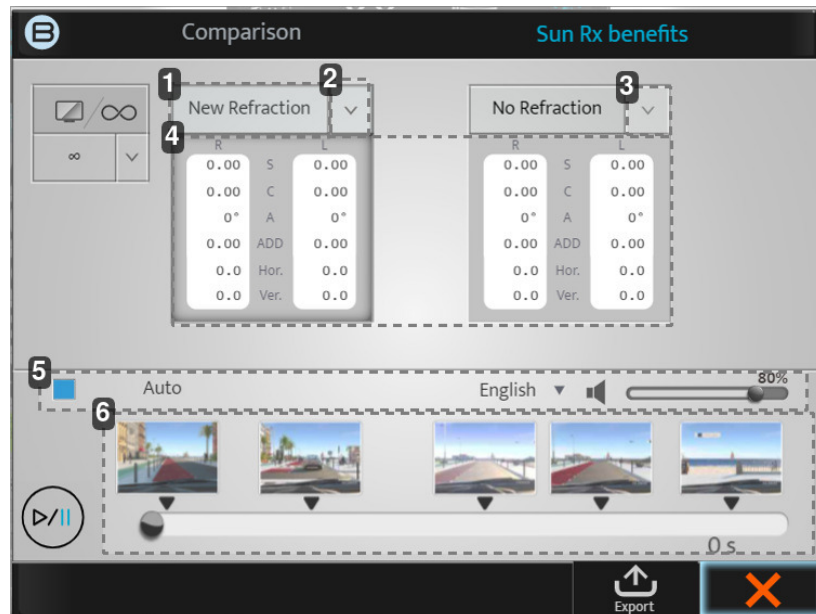 B Comparison Sun Rx benefits
1 2 3
New Refraction No Refraction
/∞
4
∞
R L R L
0.00 S 0.00 0.00 S 0.00
0.00 C 0.00 0.00 C 0.00
0° A 0° 0° A 0°
0.00 ADD 0.00 0.00 ADD 0.00
0.0 Hor. 0.0 0.0 Hor. 0.0
0.0 Ver. 0.0 0.0 Ver. 0.0
5
Auto English 80%
6
0 s
Export